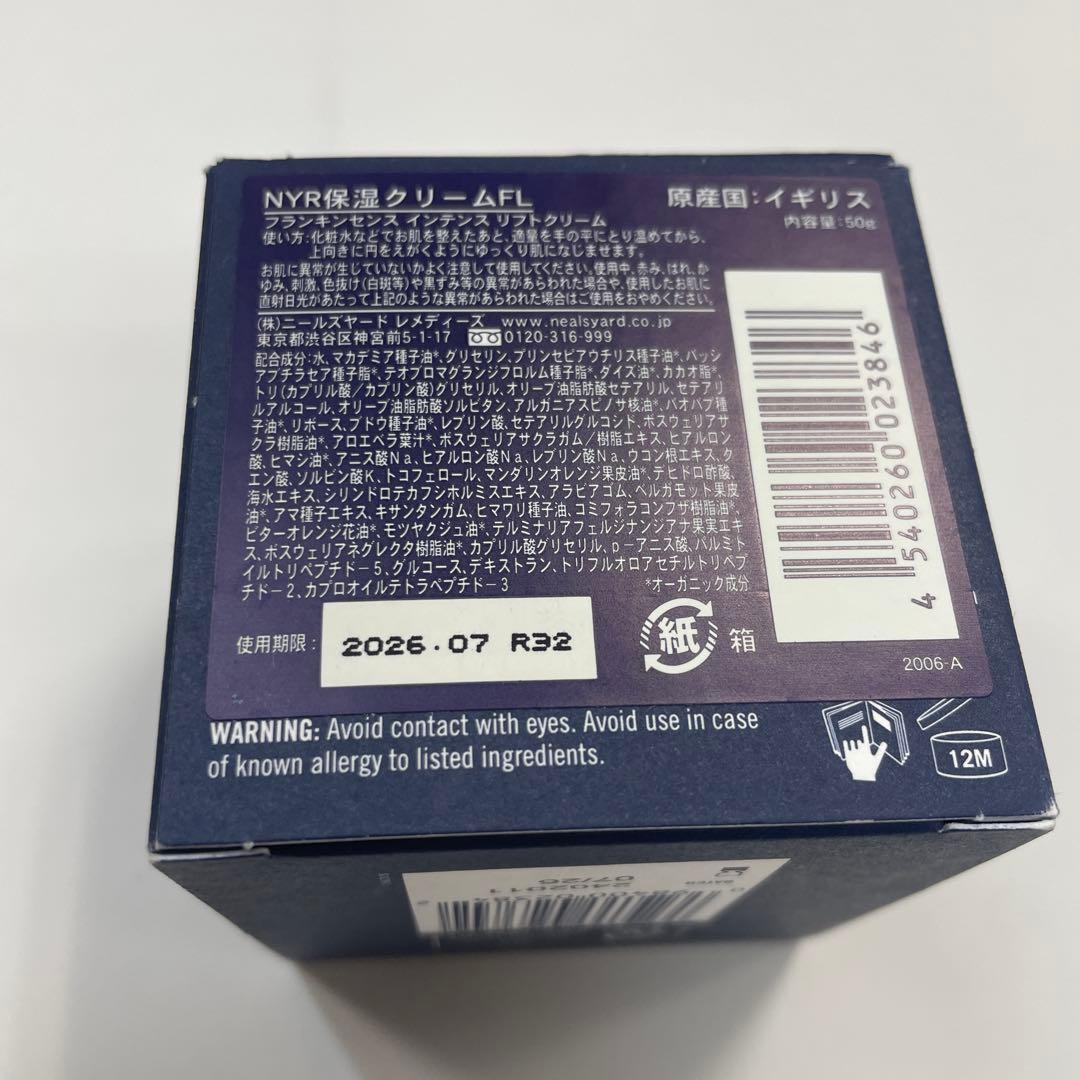 NYR保湿クリームFL
原産国:イギリス
フランキンセンス インテンス リフトクリーム
内容量:50g
使い方:化粧水などでお肌を整えたあと、適量を手の平にとり温めてから、
上向きに円をえがくようにゆっくり肌になじませます。
お肌に異常が生じていないかよく注意して使用してください。使用中、赤み、はれ、か
ゆみ、刺激、色抜け(白斑等)や黒ずみ等の異常があらわれた場合や、使用したお肌に
直射日光があたって上記のような異常があらわれた場合はご使用をおやめください。
(株)ニールズヤード レメディーズ www.nealsyard.co.jp
東京都渋谷区神宮前5-1-17 0120-316-999
配合成分:水、マカデミア種子油*、グリセリン、プリンセピアウチリス種子油*、バッシ
アブチラセア種子脂*、テオブロマグランジフロルム種子脂*、ダイズ油*、カカオ脂*、
トリ(カプリル酸/カプリン酸)グリセリル、オリーブ油脂肪酸セテアリル、セテアリ
ルアルコール、オリーブ油脂肪酸ソルビタン、アルガニアスピノサ核油*、バオバブ種
子油*、リボース、ブドウ種子油*、レブリン酸、セテアリルグルコシド、ボスウェリアサ
クラ樹脂油*、アロエベラ葉汁*、ボスウェリアサクラガム/樹脂エキス、ヒアルロン
酸、ヒマシ油*、アニス酸Na、ヒアルロン酸Na、レブリン酸Na、ウコン根エキス、ク
エン酸、ソルビン酸K、トコフェロール、マンダリンオレンジ果皮油*、デヒドロ酢酸、
海水エキス、シリンドロテカフシホルミスエキス、アラビアゴム、ベルガモット果皮
油*、アマ種子エキス、キサンタンガム、ヒマワリ種子油、コミフォラコンフザ樹脂油*、
ビターオレンジ花油*、モツヤクジュ油*、テルミナリアフェルジナンジアナ果実エキ
ス、ボスウェリアネグレクタ樹脂油*、カプリル酸グリセリル、p-アニス酸、パルミト
イルトリペプチド-5、グルコース、デキストラン、トリフルオロアセチルトリペプ
チド-2、カプロオイルテトラペプチド-3
*オーガニック成分
4 540260 023846
使用期限:
2026.07 R32
紙
箱
2006-A
WARNING: Avoid contact with eyes. Avoid use in case
of known allergy to listed ingredients.
12M
2402011
07/26